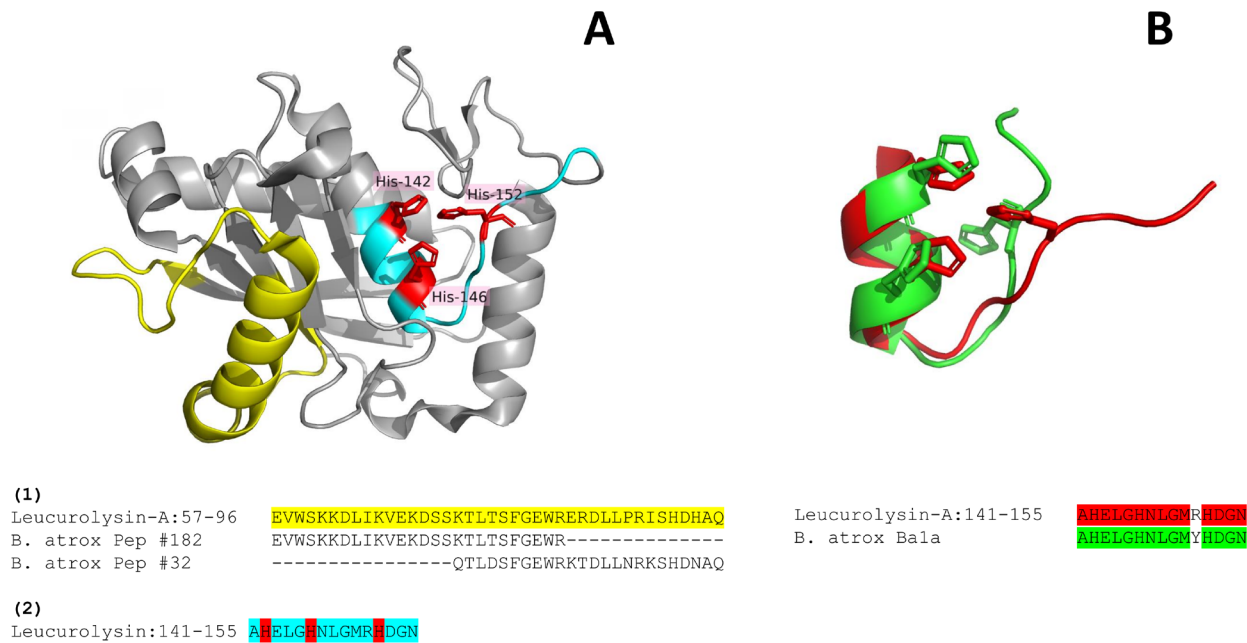 A
B
His-142
His-152
His-146
(1)
Leucurolysin-A:57-96 EVWSKKDLIKVEKDSSKTLTSFGEWRERDLLPRISHDHAQ
B. atrox Pep #182 EVWSKKDLIKVEKDSSKTLTSFGEWR--------------
B. atrox Pep #32 ----------------QTLDSFGEWRKTDLLNRKSHDNAQ
Leucurolysin-A:141-155 AHELGHNLGMRHDGN
B. atrox Ba1a AHELGHNLGMYHDGN
(2)
Leucurolysin:141-155 AHELGHNLGMRHDGN